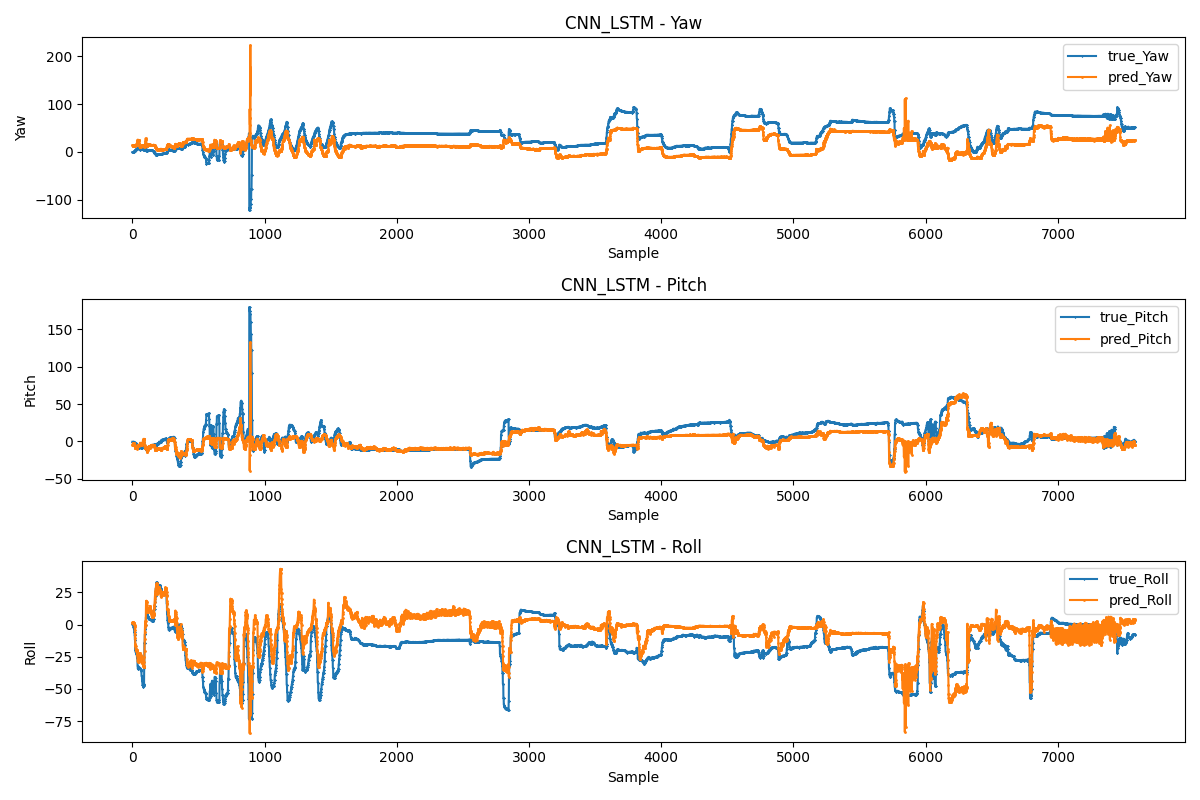 CNN_LSTM - Yaw
200
100
0
−100
Yaw
true_Yaw
pred_Yaw
0 1000 2000 3000 4000 5000 6000 7000
Sample
CNN_LSTM - Pitch
150
100
50
0
−50
Pitch
true_Pitch
pred_Pitch
0 1000 2000 3000 4000 5000 6000 7000
Sample
CNN_LSTM - Roll
25
0
−25
−50
−75
Roll
true_Roll
pred_Roll
0 1000 2000 3000 4000 5000 6000 7000
Sample